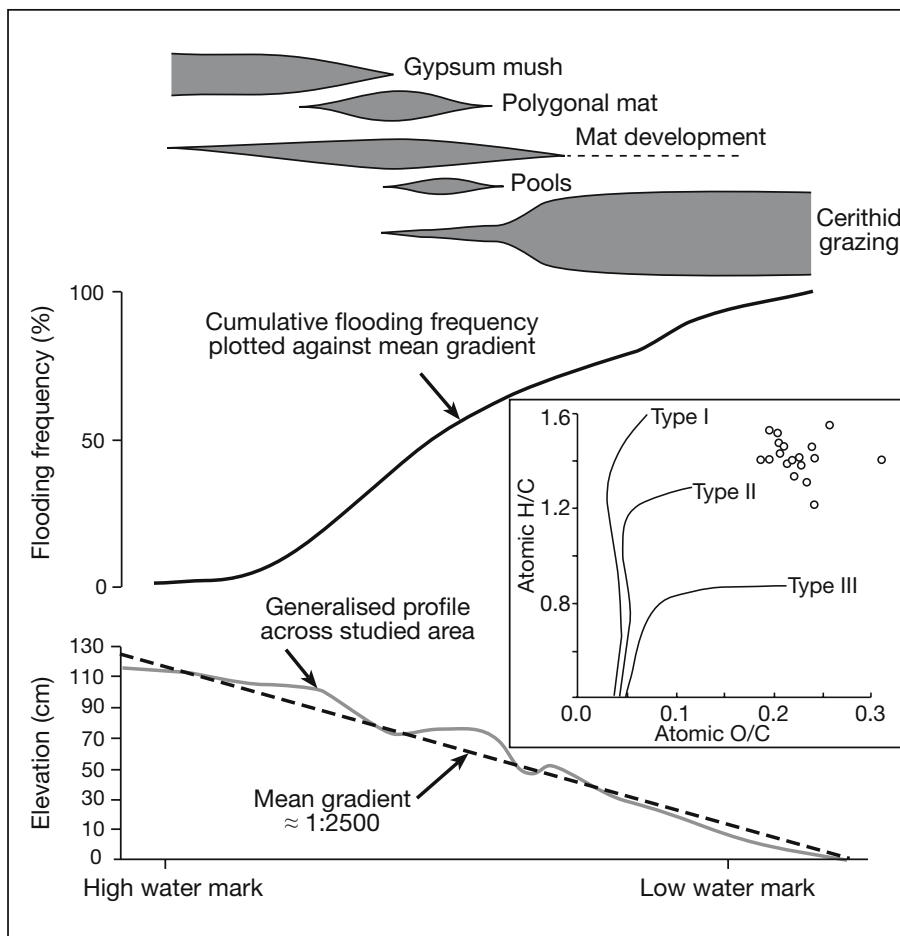 Gypsum mush
Polygonal mat
Mat development
Pools
Cerithid
grazing
Flooding frequency (%)
100
50
0
Cumulative flooding frequency
plotted against mean gradient
Atomic H/C
1.6
1.2
0.8
Type I
Type II
Type III
0.0
0.1
0.2
0.3
Atomic O/C
Elevation (cm)
130
110
90
70
50
30
10
0
Generalised profile
across studied area
Mean gradient
≈ 1:2500
High water mark
Low water mark